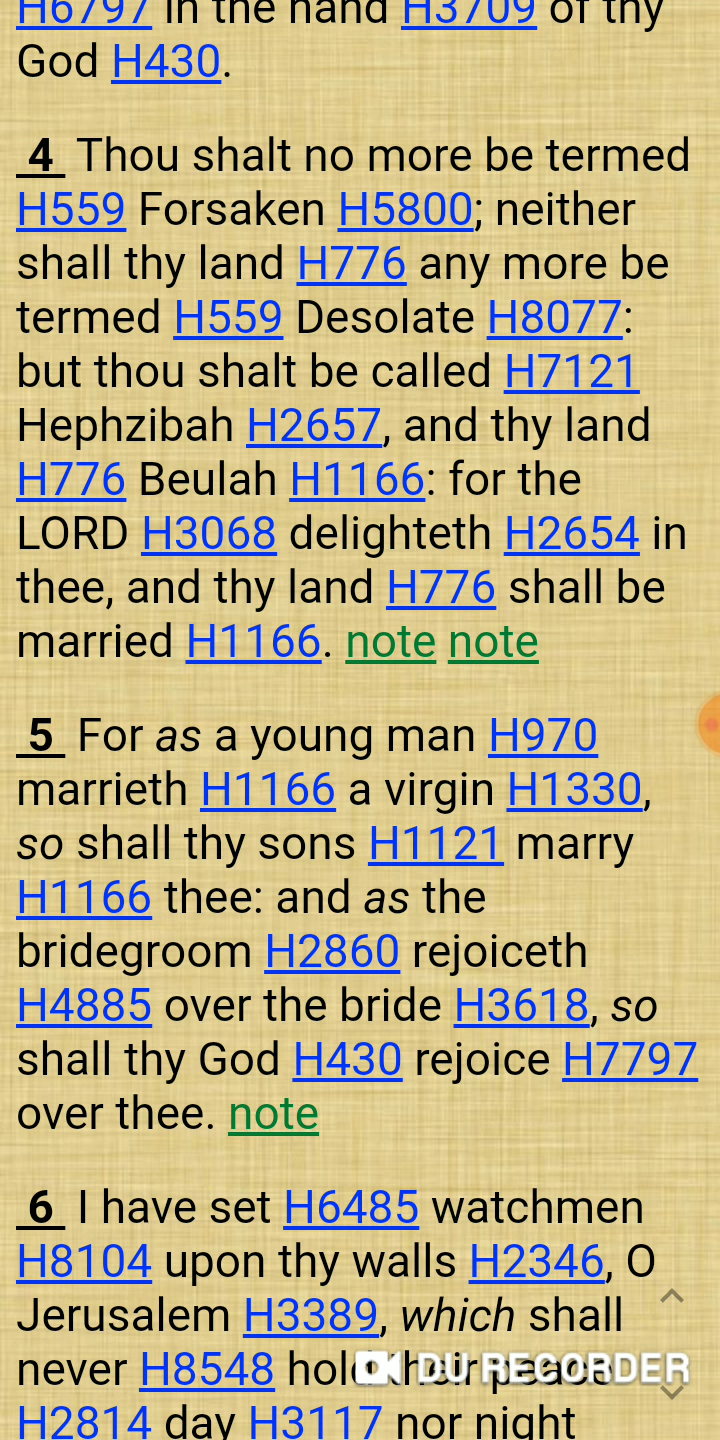 H6797 in the hand H3709 of thy
God H430.
4 Thou shalt no more be termed
H559 Forsaken H5800; neither
shall thy land H776 any more be
termed H559 Desolate H8077:
but thou shalt be called H7121
Hephzibah H2657, and thy land
H776 Beulah H1166: for the
LORD H3068 delighteth H2654 in
thee, and thy land H776 shall be
married H1166. note note
5 For as a young man H970
marrieth H1166 a virgin H1330,
so shall thy sons H1121 marry
H1166 thee: and as the
bridegroom H2860 rejoiceth
H4885 over the bride H3618, so
shall thy God H430 rejoice H7797
over thee. note
6 I have set H6485 watchmen
H8104 upon thy walls H2346, O
Jerusalem H3389, which shall
never H8548 hold their peace
DU RECORDER
H2814 day H3117 nor night